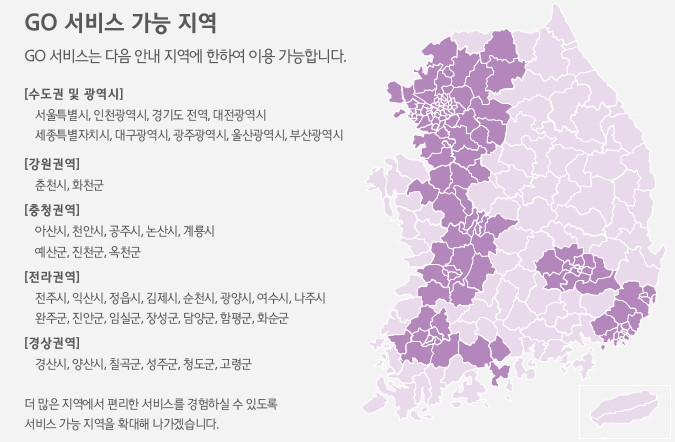 GO 서비스 가능 지역
GO 서비스는 다음 안내 지역에 한하여 이용 가능합니다.
[수도권 및 광역시]
서울특별시, 인천광역시, 경기도 전역, 대전광역시
세종특별자치시, 대구광역시, 광주광역시, 울산광역시, 부산광역시
[강원권역]
춘천시, 화천군
[충청권역]
아산시, 천안시, 공주시, 논산시, 계룡시
예산군, 진천군, 옥천군
[전라권역]
전주시, 익산시, 정읍시, 김제시, 순천시, 광양시, 여수시, 나주시
완주군, 진안군, 임실군, 장성군, 담양군, 함평군, 화순군
[경상권역]
경산시, 양산시, 칠곡군, 성주군, 청도군, 고령군
더 많은 지역에서 편리한 서비스를 경험하실 수 있도록
서비스 가능 지역을 확대해 나가겠습니다.